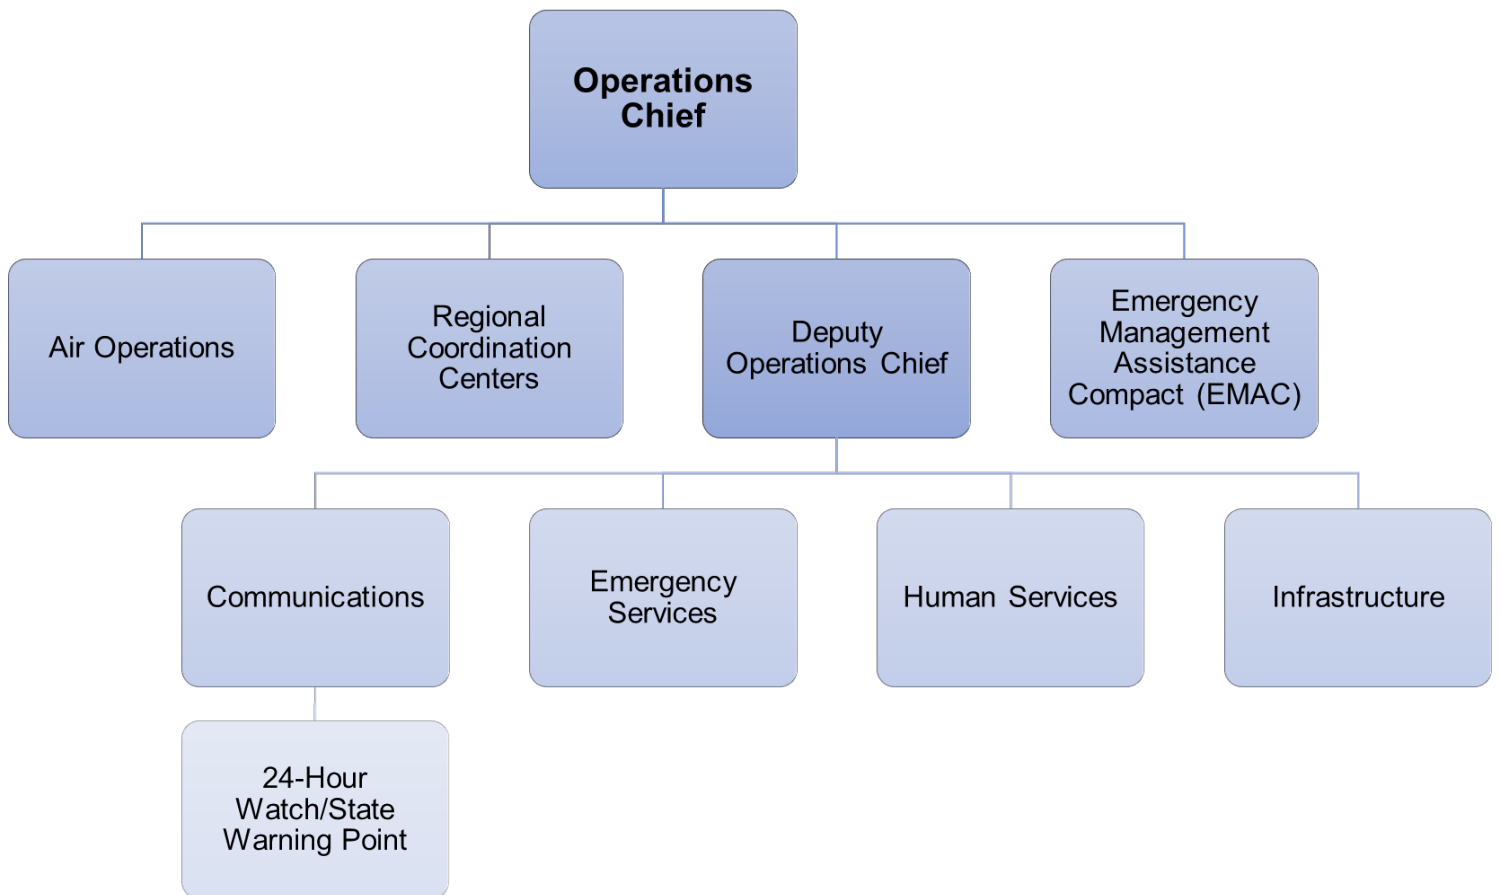 Operations
Chief
Air Operations
Regional
Coordination
Centers
Deputy
Operations Chief
Emergency
Management
Assistance
Compact (EMAC)
Communications
Emergency
Services
Human Services
Infrastructure
24-Hour
Watch/State
Warning Point